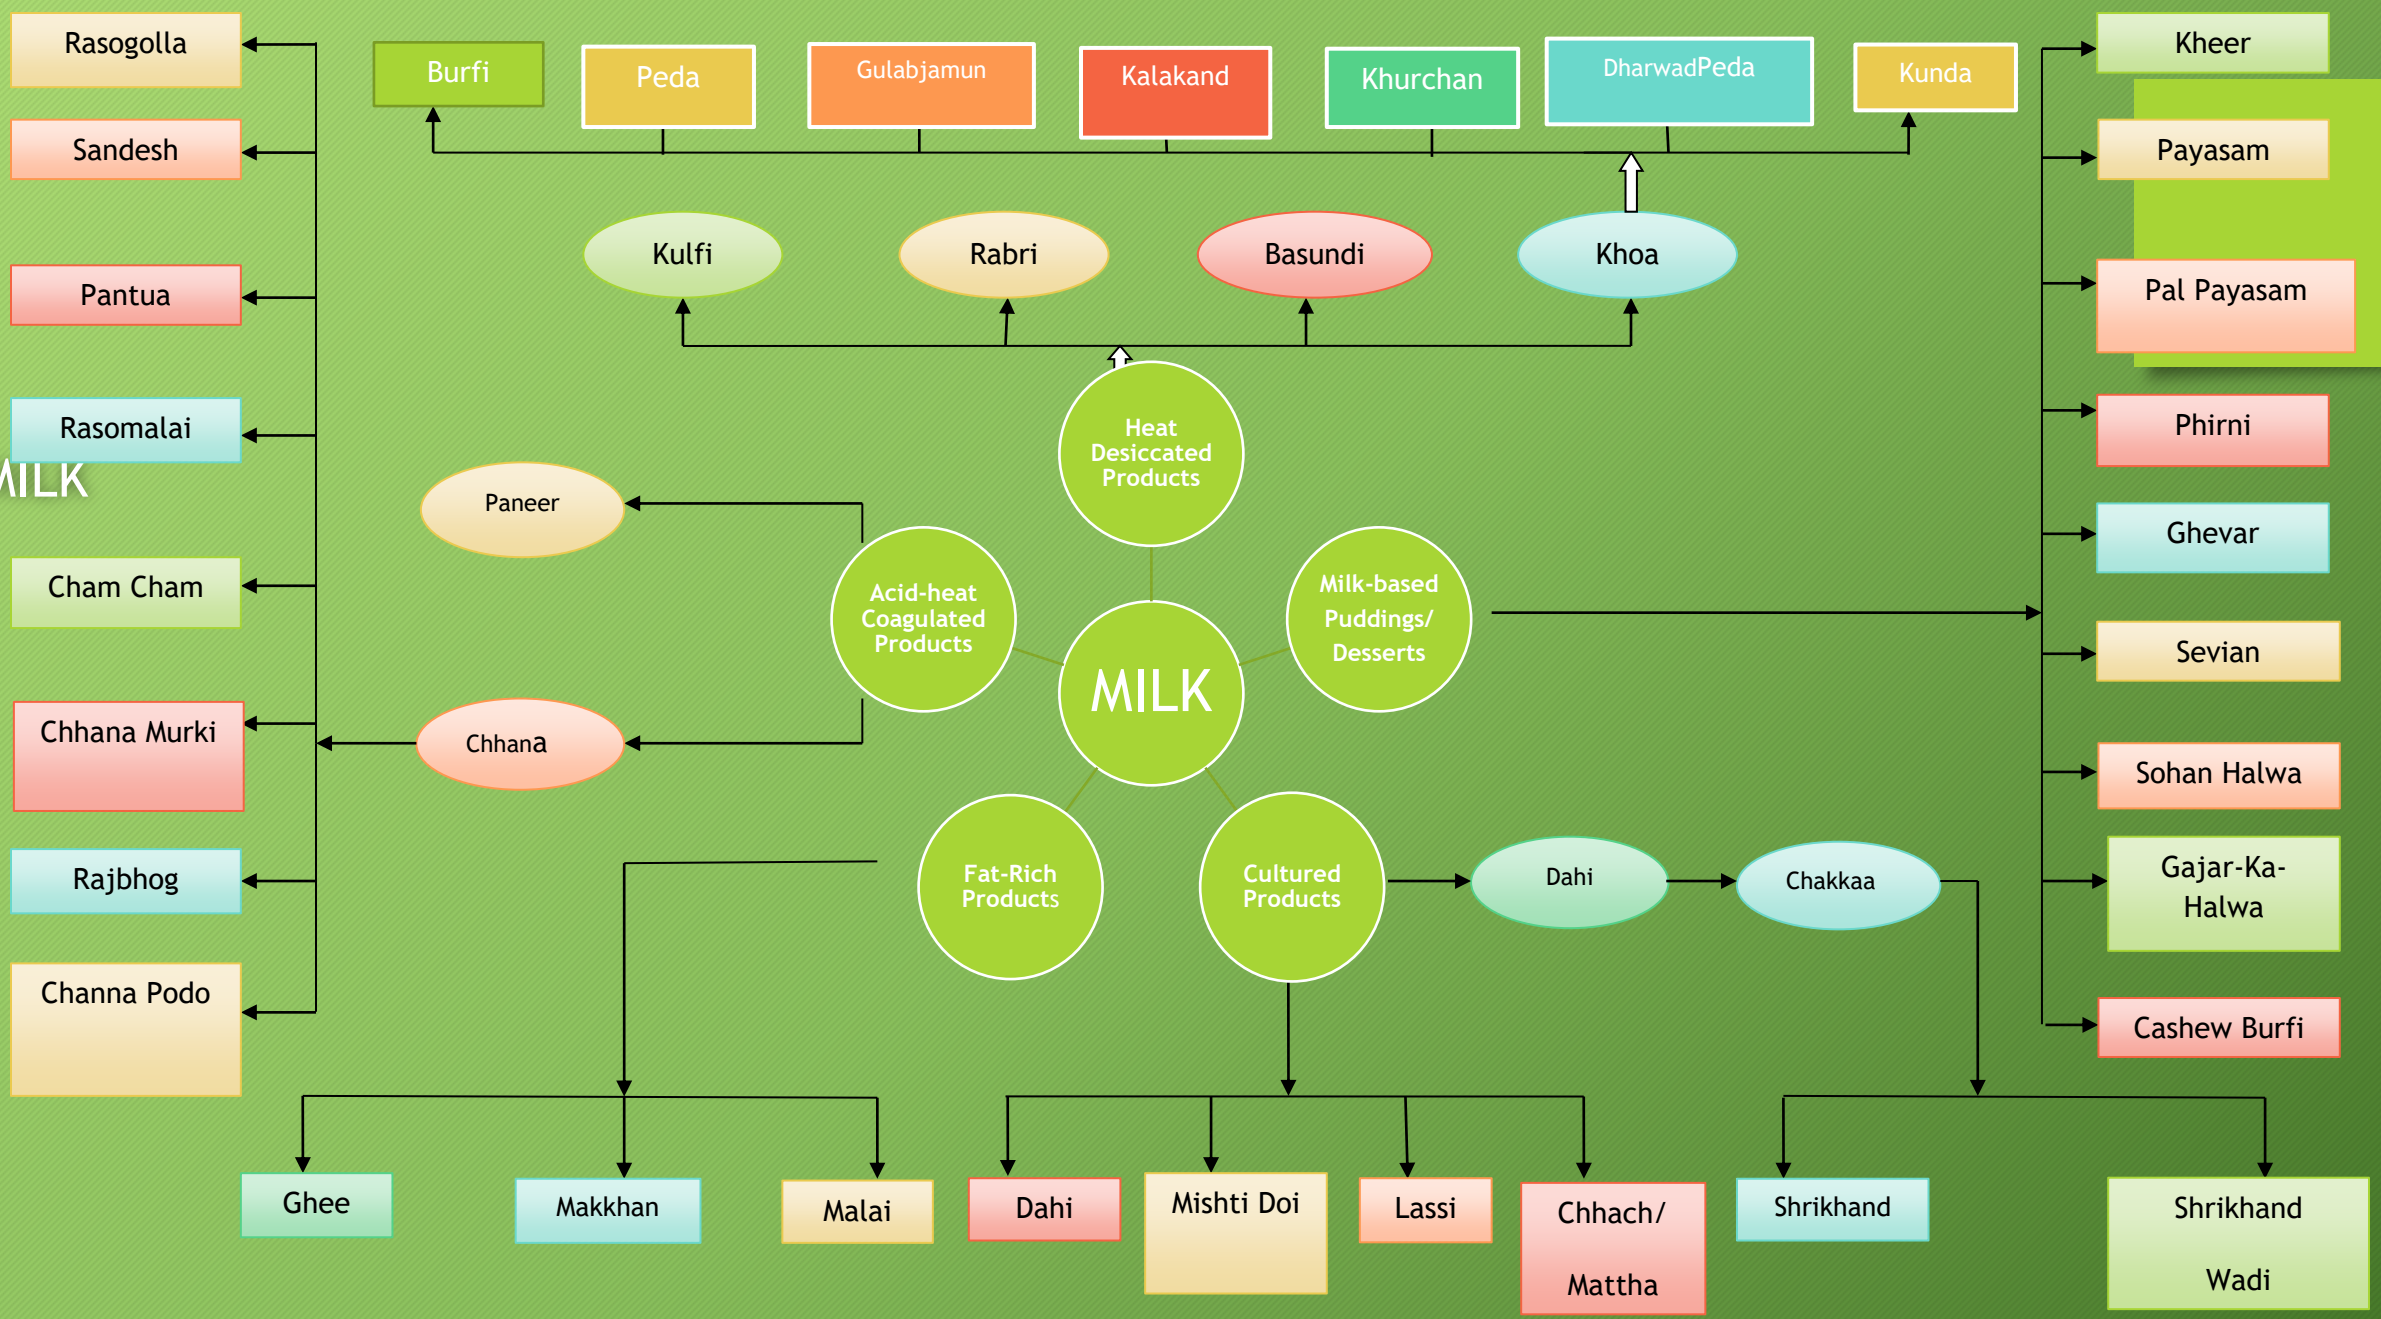 Rasogolla
Burfi
Peda
Gulabjamun
Kalakand
Khurchan
DharwadPeda
Kunda
Kheer
Sandesh
Payasam
Kulfi
Rabri
Basundi
Khoa
Pantua
Pal Payasam
Rasomalai
MILK
Heat
Desiccated
Products
Phirni
Paneer
Ghevar
Cham Cham
Acid-heat
Coagulated
Products
Milk-based
Puddings/
Desserts
Sevian
MILK
Chhana Murki
Chhana
Sohan Halwa
Rajbhog
Fat-Rich
Products
Cultured
Products
Dahi
Chakkaa
Gajar-Ka-
Halwa
Channa Podo
Cashew Burfi
Ghee
Makkhan
Malai
Dahi
Mishti Doi
Lassi
Chhach/
Mattha
Shrikhand
Shrikhand
Wadi